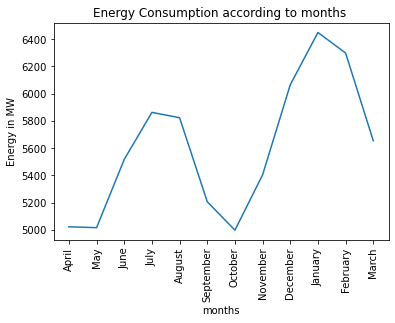 Energy Consumption according to months
Energy in MW
6400
6200
6000
5800
5600
5400
5200
5000
April
May
June
July
August
September
October
November
December
January
February
March
months